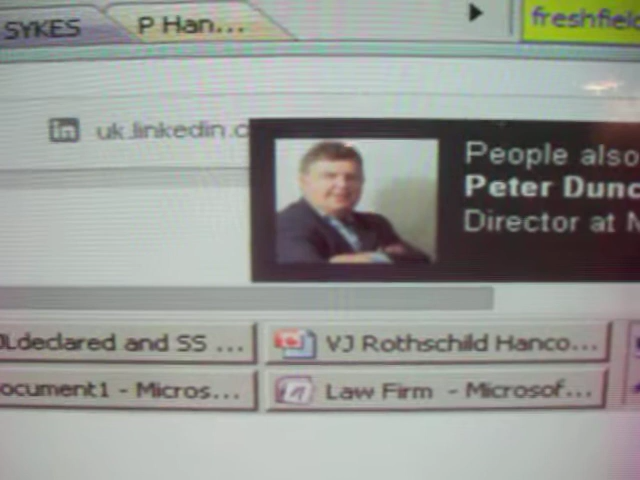 SYKES
P Han...
freshfield
in uk.linkedin.c
People also
Peter Dunc
Director at N
declared and SS ...
VJ Rothschild Hanco...
ocument1 - Micros...
Law Firm - Microsof...